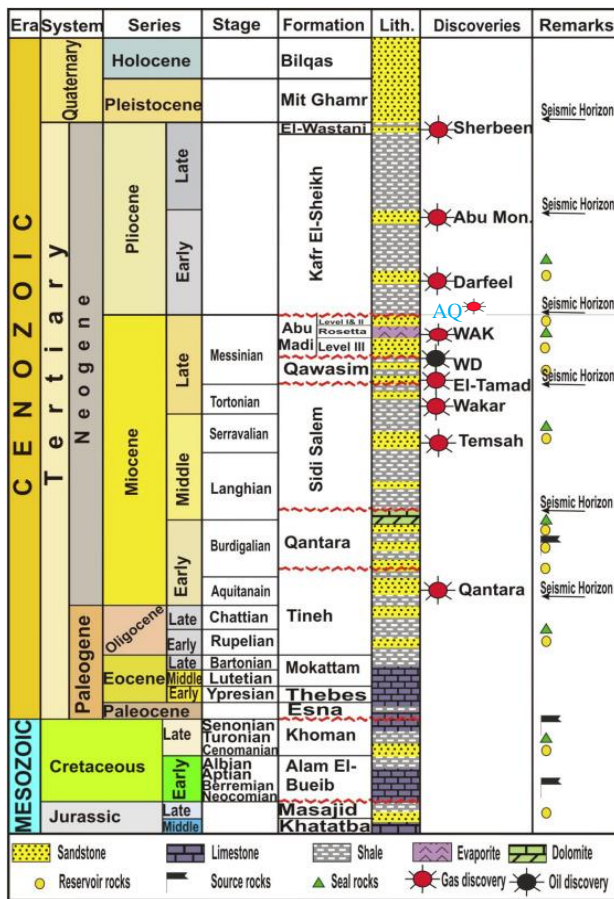 Era System Series Stage Formation Lith. Discoveries Remarks
CENOZOIC
MESOZOIC
Quaternary
Tertiary
Neogene
Paleogene
Cretaceous
Jurassic
Holocene
Pleistocene
Pliocene
Late
Early
Miocene
Late
Middle
Early
Oligocene
Late
Early
Eocene
Late
Middle
Early
Paleocene
Late
Early
Late
Middle
Messinian
Tortonian
Serravalian
Langhian
Burdigalian
Aquitanain
Chattian
Rupelian
Bartonian
Lutetian
Ypresian
Senonian
Turonian
Cenomanian
Albian
Aptian
Berremian
Neocomian
Bilqas
Mit Ghamr
El-Wastani
Kafr El-Sheikh
Abu
Madi
Level I& II
Rosetta
Level III
Qawasim
Sidi Salem
Qantara
Tineh
Mokattam
Thebes
Esna
Khoman
Alam El-
Bueib
Masajid
Khatatba
Sherbeen
Abu Mon.
Darfeel
AQ
WAK
WD
El-Tamad
Wakar
Temsah
Qantara
Seismic Horizon
Seismic Horizon
Seismic Horizon
Seismic Horizon
Seismic Horizon
Seismic Horizon
Sandstone Limestone Shale Evaporite Dolomite
Reservoir rocks Source rocks Seal rocks Gas discovery Oil discovery